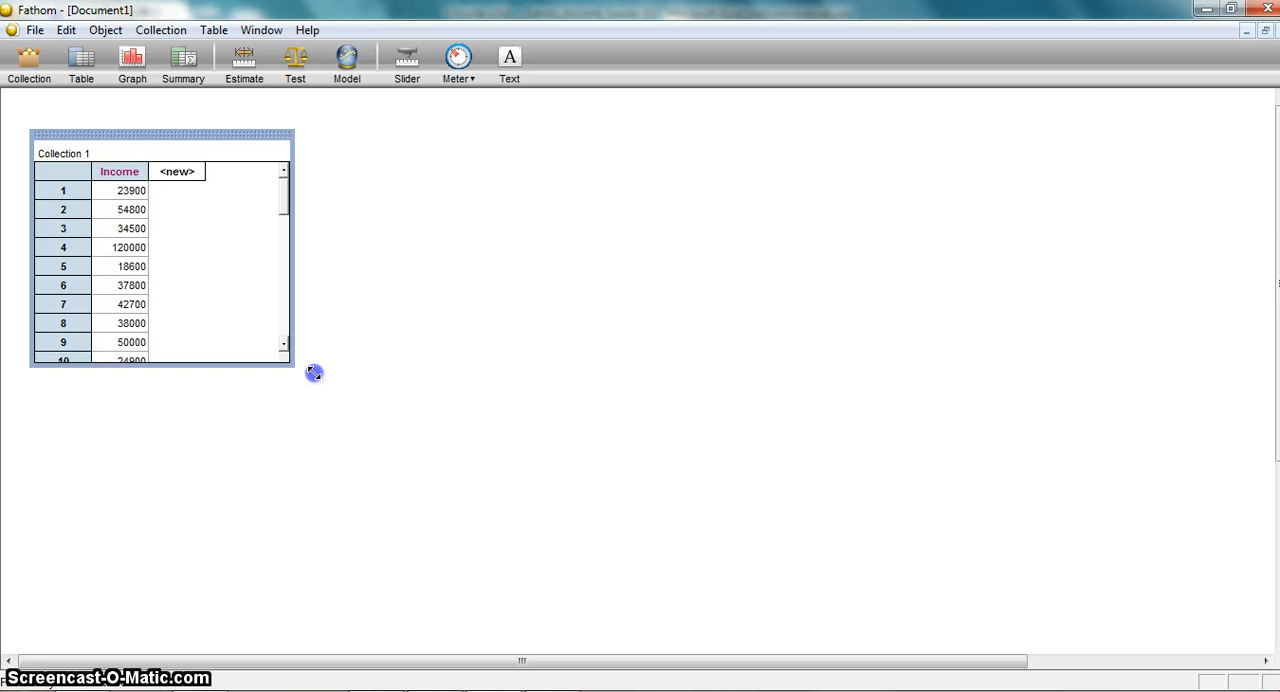 Fathom - [Document1]
File Edit Object Collection Table Window Help
Collection Table Graph Summary Estimate Test Model Slider Meter Text
Collection 1
Income <new>
1 23900
2 54800
3 34500
4 120000
5 18600
6 37800
7 42700
8 38000
9 50000
10 24900
Screencast-O-Matic.com